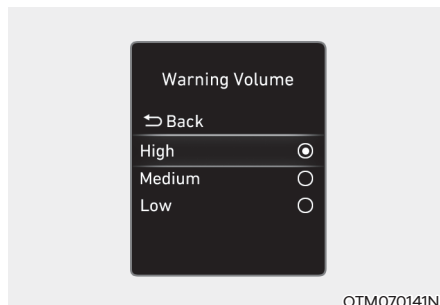 Warning Volume
Back
High
Medium
Low
OTM070141N